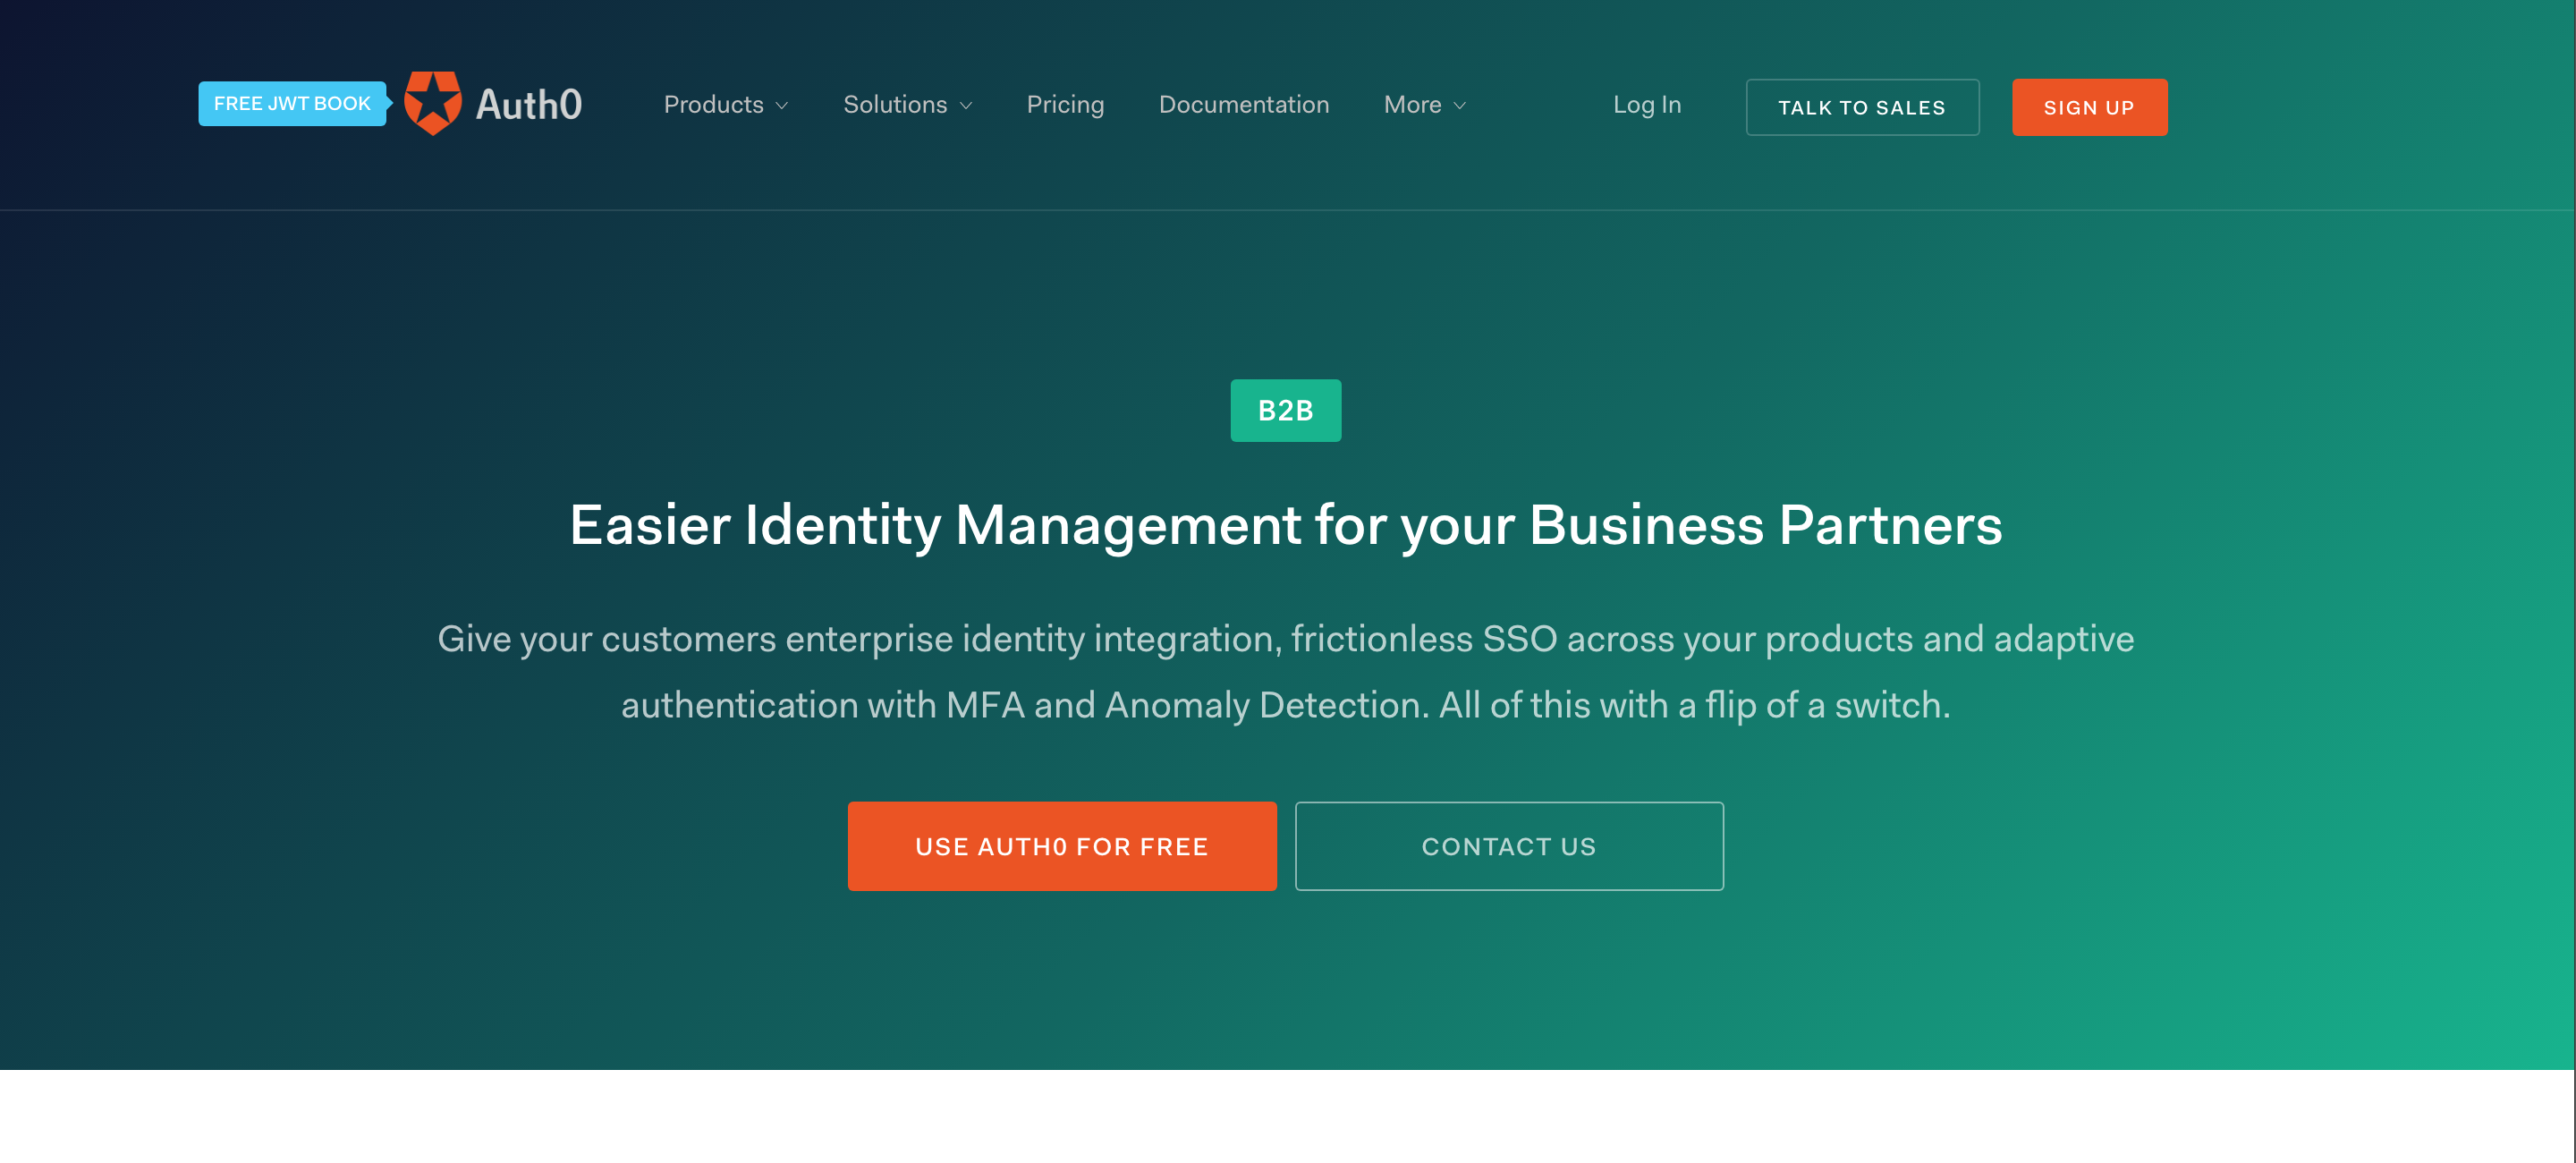 FREE JWT BOOK
Auth0
Products
Solutions
Pricing
Documentation
More
Log In
TALK TO SALES
SIGN UP
B2B
Easier Identity Management for your Business Partners
Give your customers enterprise identity integration, frictionless SSO across your products and adaptive
authentication with MFA and Anomaly Detection. All of this with a flip of a switch.
USE AUTH0 FOR FREE
CONTACT US